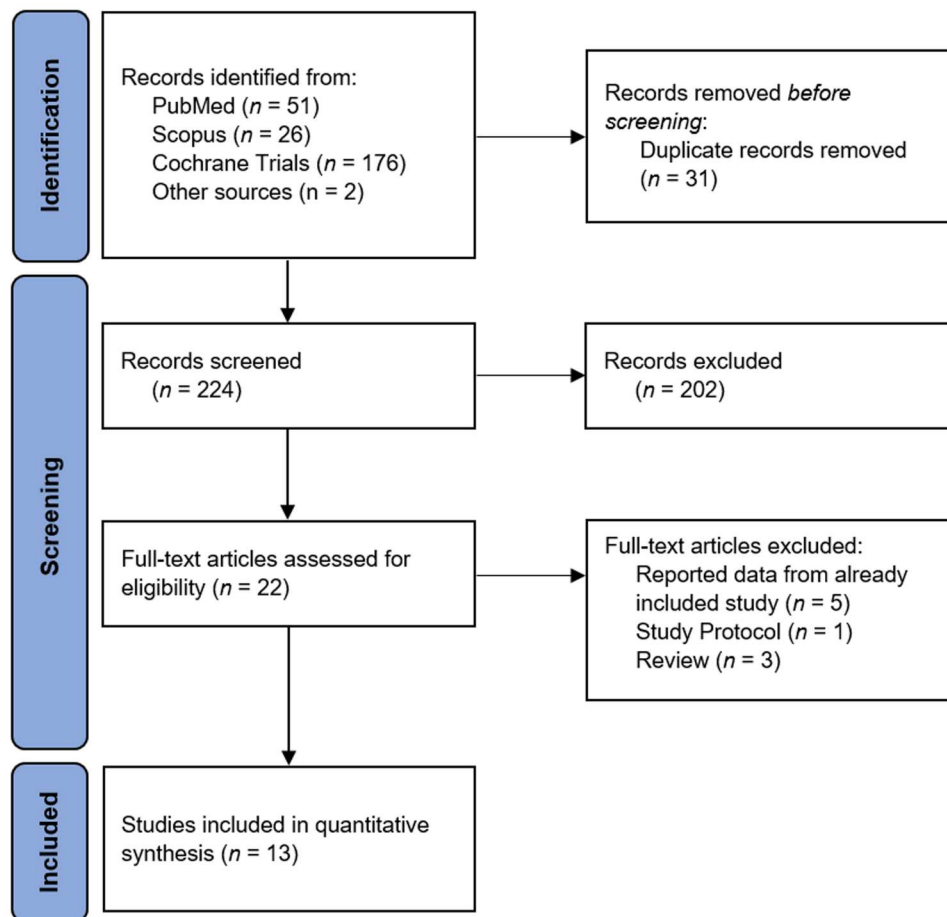 Identification
Records identified from:
PubMed (n = 51)
Scopus (n = 26)
Cochrane Trials (n = 176)
Other sources (n = 2)
Records removed before
screening:
Duplicate records removed
(n = 31)
Screening
Records screened
(n = 224)
Records excluded
(n = 202)
Full-text articles assessed for
eligibility (n = 22)
Full-text articles excluded:
Reported data from already
included study (n = 5)
Study Protocol (n = 1)
Review (n = 3)
Included
Studies included in quantitative
synthesis (n = 13)